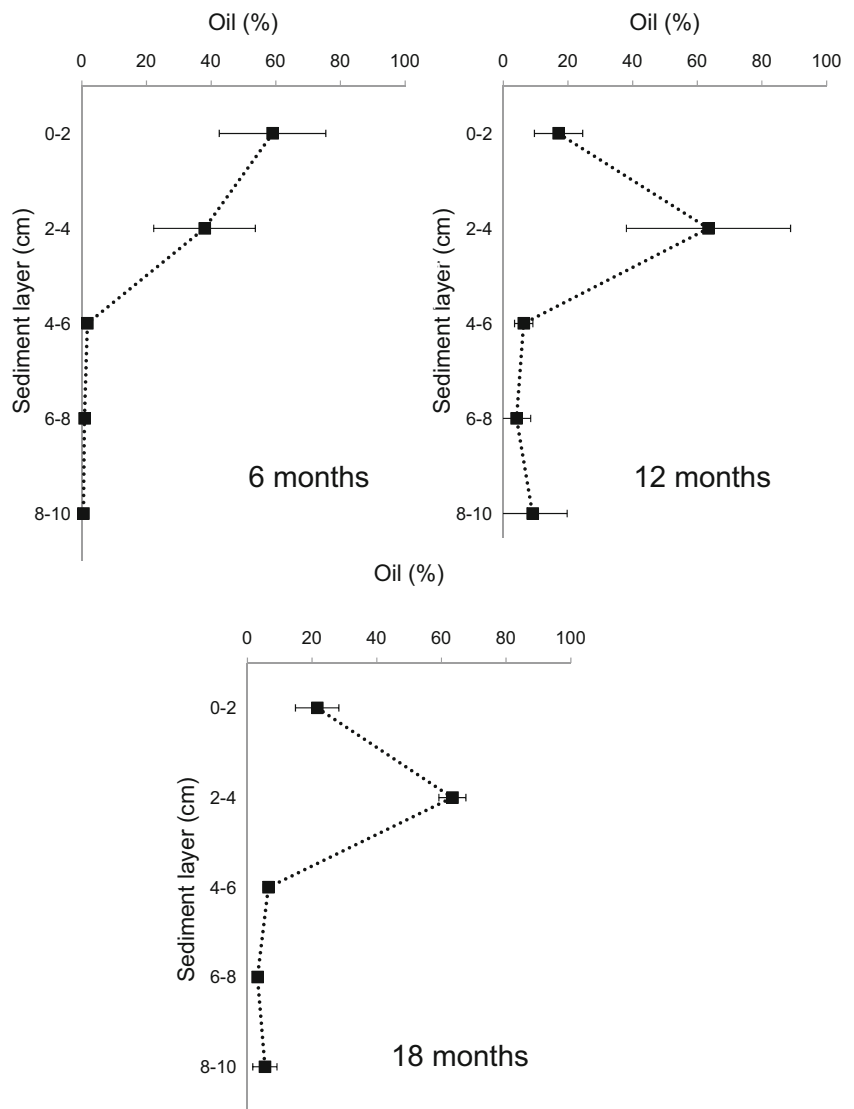 Oil (%)
0 20 40 60 80 100
0-2
2-4
4-6
6-8
8-10
Sediment layer (cm)
6 months
Oil (%)
0 20 40 60 80 100
0-2
2-4
4-6
6-8
8-10
Sediment layer (cm)
12 months
Oil (%)
0 20 40 60 80 100
0-2
2-4
4-6
6-8
8-10
Sediment layer (cm)
18 months